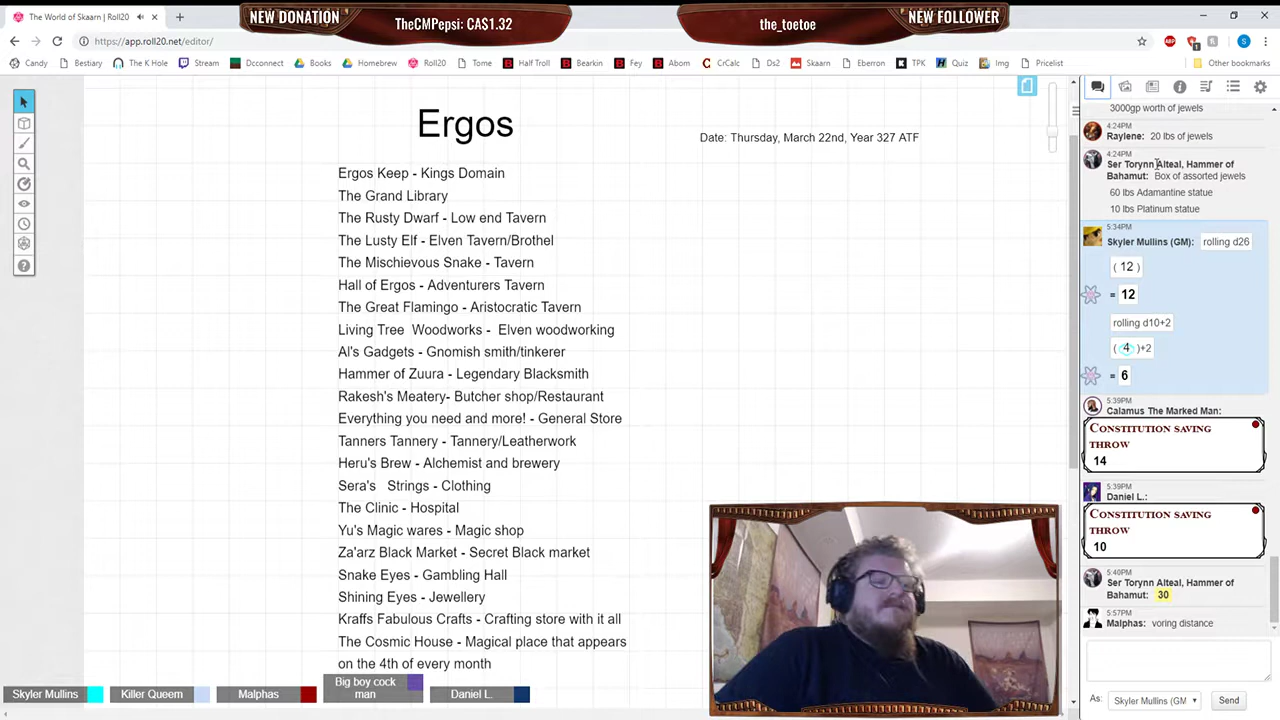 NEW DONATION
TheCMPepsi: CA$1.32
the_toetoe
NEW FOLLOWER
The World of Skaarn | Roll20
https://app.roll20.net/editor/
Candy
Bestiary
The K Hole
Stream
Dcconnect
Books
Homebrew
Roll20
Tome
Half Troll
Bearkin
Fey
Abom
CrCalc
Ds2
Skaarn
Eberron
TPK
Quiz
Img
Pricelist
Other bookmarks
Ergos
Date: Thursday, March 22nd, Year 327 ATF
Ergos Keep - Kings Domain
The Grand Library
The Rusty Dwarf - Low end Tavern
The Lusty Elf - Elven Tavern/Brothel
The Mischievous Snake - Tavern
Hall of Ergos - Adventurers Tavern
The Great Flamingo - Aristocratic Tavern
Living Tree Woodworks - Elven woodworking
Al's Gadgets - Gnomish smith/tinkerer
Hammer of Zuura - Legendary Blacksmith
Rakesh's Meatery- Butcher shop/Restaurant
Everything you need and more! - General Store
Tanners Tannery - Tannery/Leatherwork
Heru's Brew - Alchemist and brewery
Sera's Strings - Clothing
The Clinic - Hospital
Yu's Magic wares - Magic shop
Za'arz Black Market - Secret Black market
Snake Eyes - Gambling Hall
Shining Eyes - Jewellery
Kraffs Fabulous Crafts - Crafting store with it all
The Cosmic House - Magical place that appears
on the 4th of every month
Skyler Mullins
Killer Queem
Malphas
Big boy cock
man
Daniel L.
3000gp worth of jewels
4:24PM
Raylene: 20 lbs of jewels
4:24PM
Ser Torynn Alteal, Hammer of
Bahamut: Box of assorted jewels
60 lbs Adamantine statue
10 lbs Platinum statue
5:34PM
Skyler Mullins (GM): rolling d26
( 12 )
= 12
rolling d10+2
( 4 )+2
= 6
5:39PM
Calamus The Marked Man:
Constitution saving
throw
14
5:39PM
Daniel L.:
Constitution saving
throw
10
5:40PM
Ser Torynn Alteal, Hammer of
Bahamut: 30
5:57PM
Malphas: voring distance
As: Skyler Mullins (GM
Send